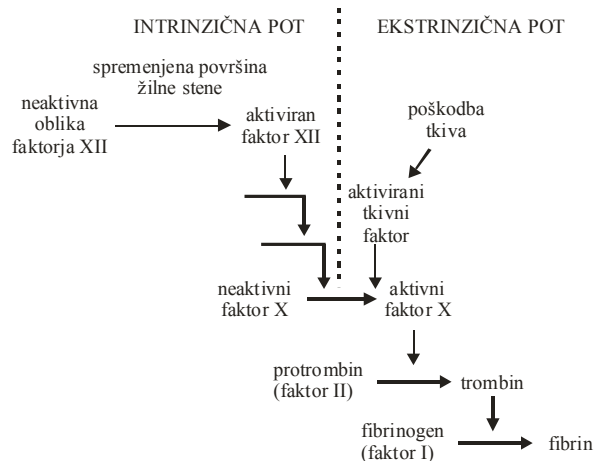 INTRINZIČNA POT
EKSTRINZIČNA POT
spremenjena površina
žilne stene
neaktivna
oblika
faktorja XII
aktiviran
faktor XII
poškodba
tkiva
aktivirani
tkivni
faktor
neaktivni
faktor X
aktivni
faktor X
protrombin
(faktor II)
trombin
fibrinogen
(faktor I)
fibrin